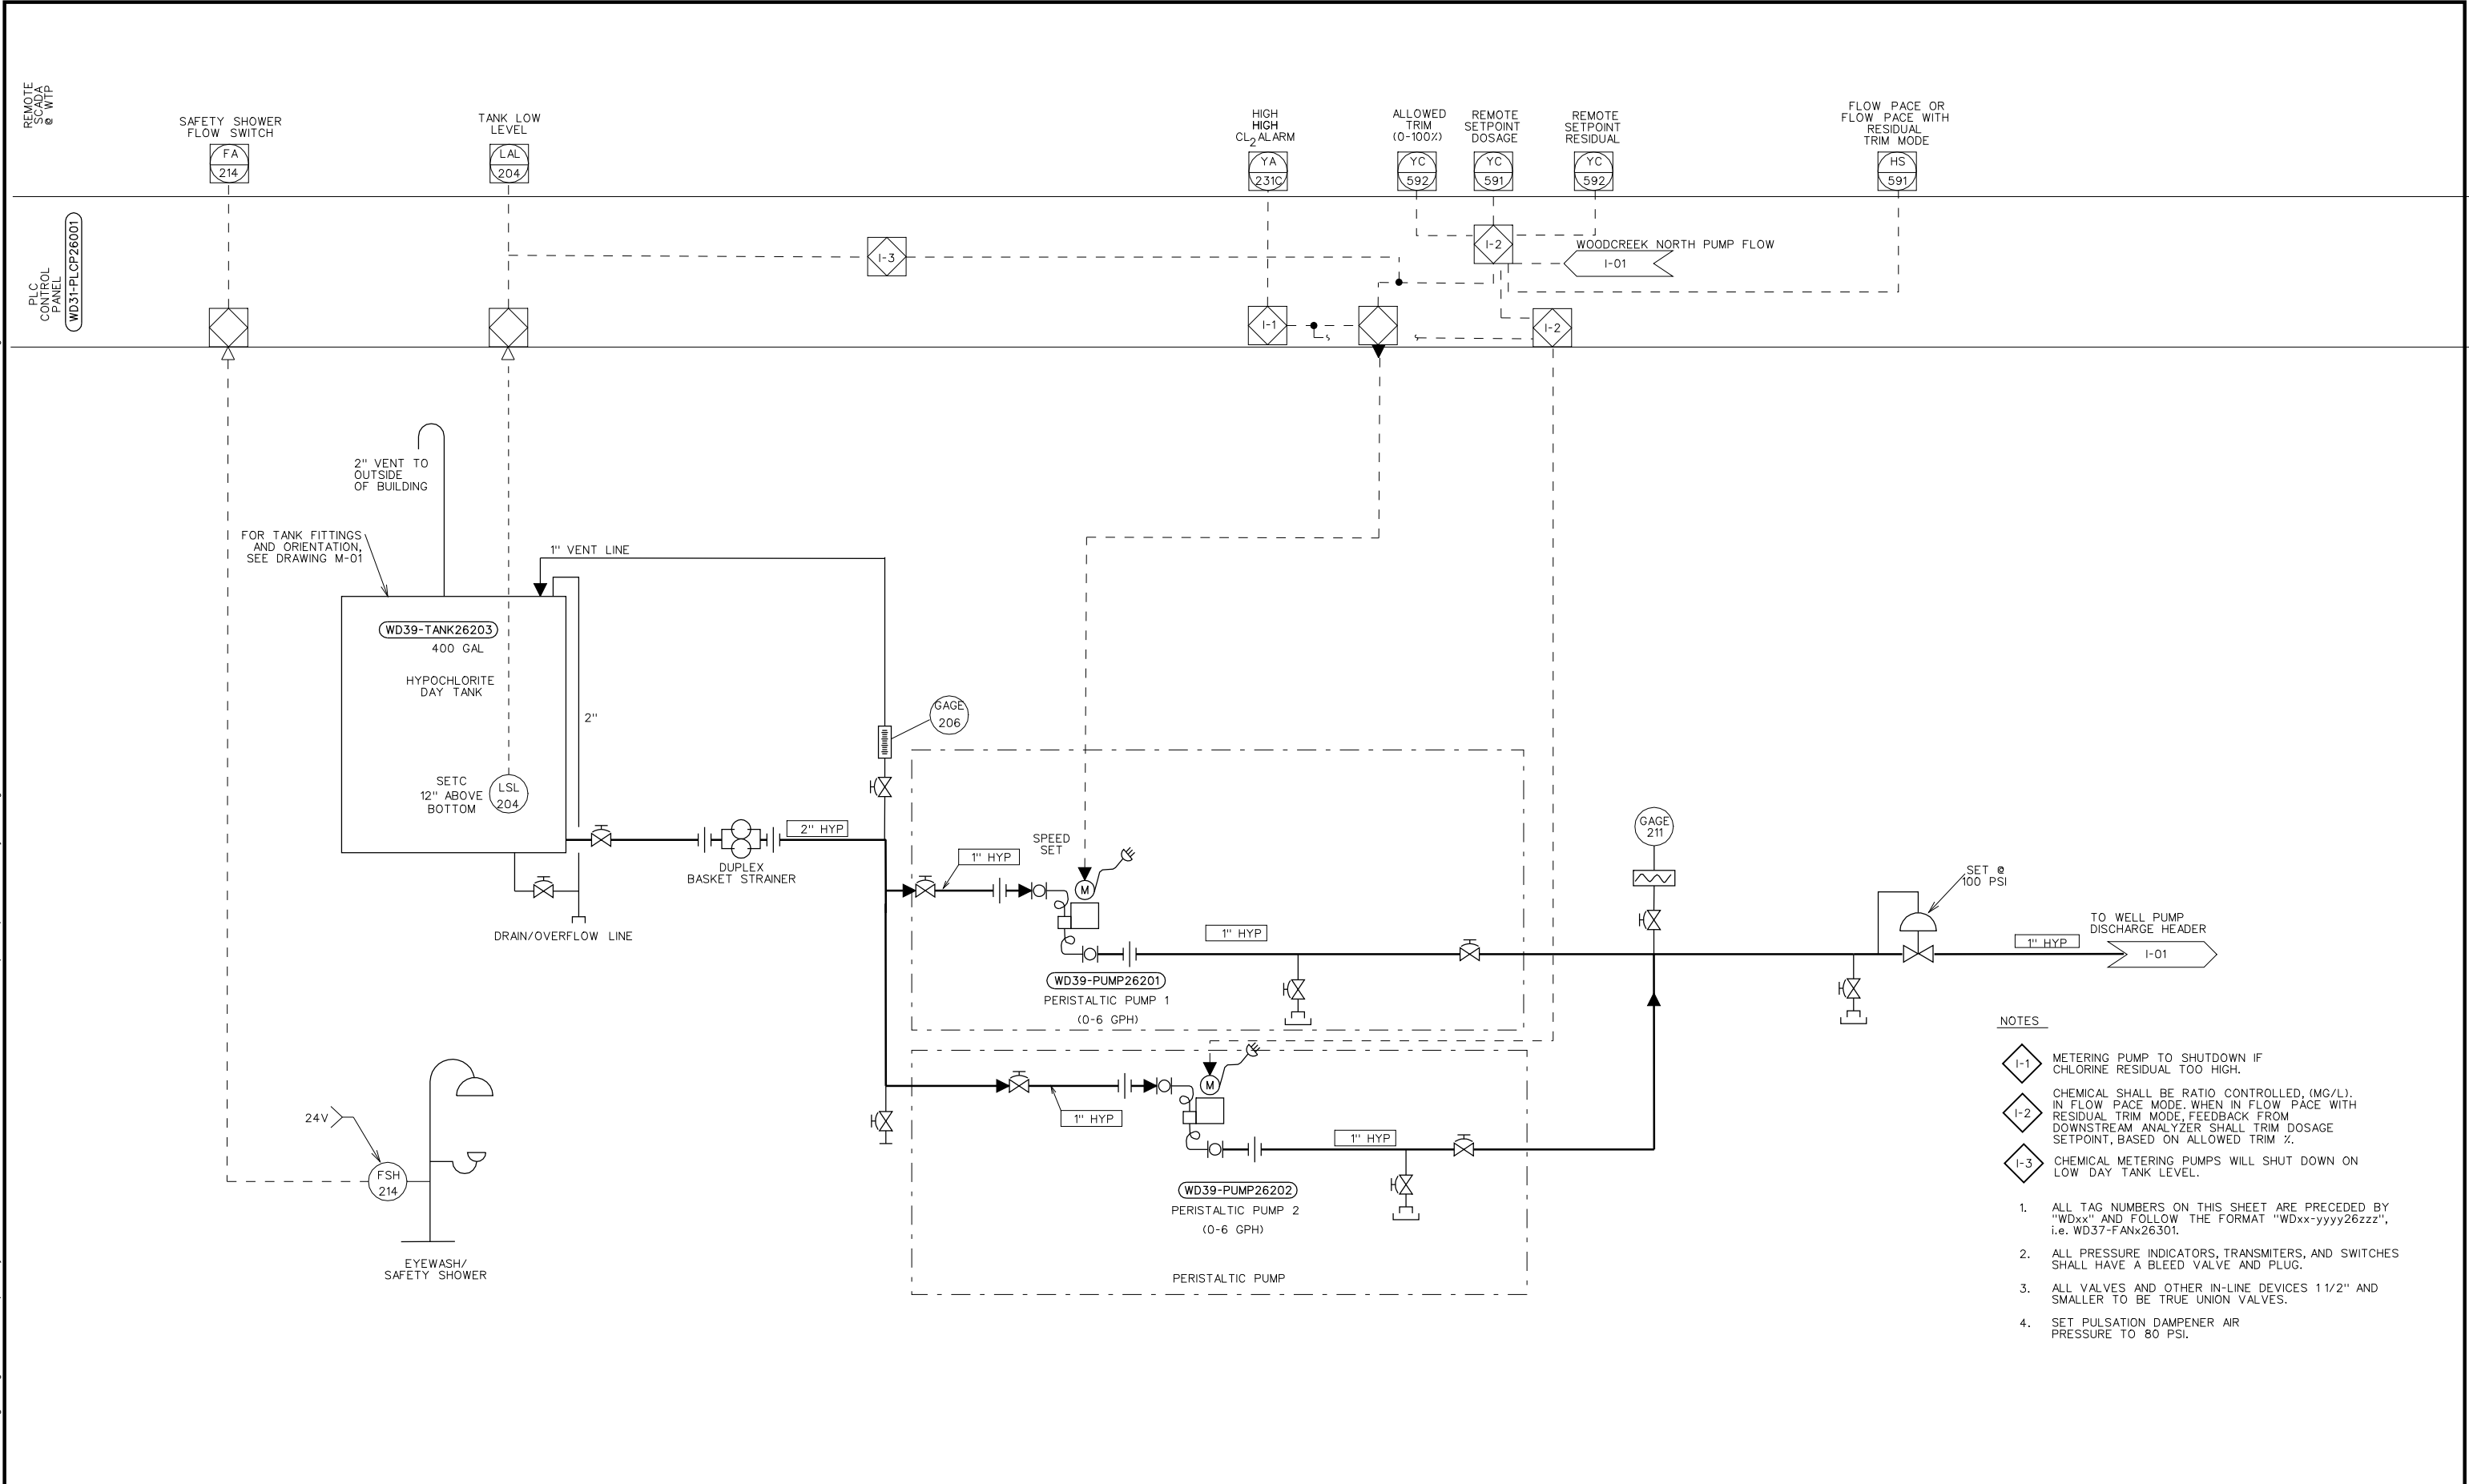 REMOTE
SCADA
@ WTP
SAFETY SHOWER
FLOW SWITCH
FA
214
TANK LOW
LEVEL
LAL
204
HIGH
HIGH
CL2 ALARM
YA
231C
ALLOWED
TRIM
(0-100%)
YC
592
REMOTE
SETPOINT
DOSAGE
YC
591
REMOTE
SETPOINT
RESIDUAL
YC
592
FLOW PACE OR
FLOW PACE WITH
RESIDUAL
TRIM MODE
HS
591
PLC
CONTROL
PANEL
WD31-PLCP26001
I-3
I-2
WOODCREEK NORTH PUMP FLOW
I-01
I-1
I-2
2" VENT TO
OUTSIDE
OF BUILDING
FOR TANK FITTINGS
AND ORIENTATION,
SEE DRAWING M-01
1" VENT LINE
WD39-TANK26203
400 GAL
HYPOCHLORITE
DAY TANK
2"
SETC
12" ABOVE
BOTTOM
LSL
204
GAGE
206
2" HYP
DUPLEX
BASKET STRAINER
DRAIN/OVERFLOW LINE
1" HYP
SPEED
SET
M
1" HYP
WD39-PUMP26201
PERISTALTIC PUMP 1
(0-6 GPH)
GAGE
211
SET @
100 PSI
1" HYP
TO WELL PUMP
DISCHARGE HEADER
I-01
M
1" HYP
1" HYP
WD39-PUMP26202
PERISTALTIC PUMP 2
(0-6 GPH)
PERISTALTIC PUMP
24V
FSH
214
EYEWASH/
SAFETY SHOWER
NOTES
I-1
METERING PUMP TO SHUTDOWN IF
CHLORINE RESIDUAL TOO HIGH.
I-2
CHEMICAL SHALL BE RATIO CONTROLLED, (MG/L).
IN FLOW PACE MODE. WHEN IN FLOW PACE WITH
RESIDUAL TRIM MODE, FEEDBACK FROM
DOWNSTREAM ANALYZER SHALL TRIM DOSAGE
SETPOINT, BASED ON ALLOWED TRIM %.
I-3
CHEMICAL METERING PUMPS WILL SHUT DOWN ON
LOW DAY TANK LEVEL.
1. ALL TAG NUMBERS ON THIS SHEET ARE PRECEDED BY
"WDxx" AND FOLLOW THE FORMAT "WDxx-yyyy26zzz",
i.e. WD37-FANx26301.
2. ALL PRESSURE INDICATORS, TRANSMITERS, AND SWITCHES
SHALL HAVE A BLEED VALVE AND PLUG.
3. ALL VALVES AND OTHER IN-LINE DEVICES 1 1/2" AND
SMALLER TO BE TRUE UNION VALVES.
4. SET PULSATION DAMPENER AIR
PRESSURE TO 80 PSI.